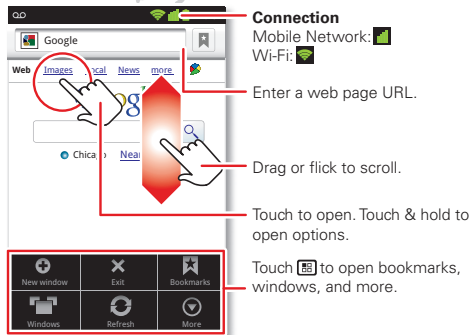 Connection
Mobile Network:
Wi-Fi:
Google
Web Images Local News more
Enter a web page URL.
Drag or flick to scroll.
Chicago
Touch to open. Touch & hold to
open options.
Touch to open bookmarks,
windows, and more.
New window Exit Bookmarks
Windows Refresh More